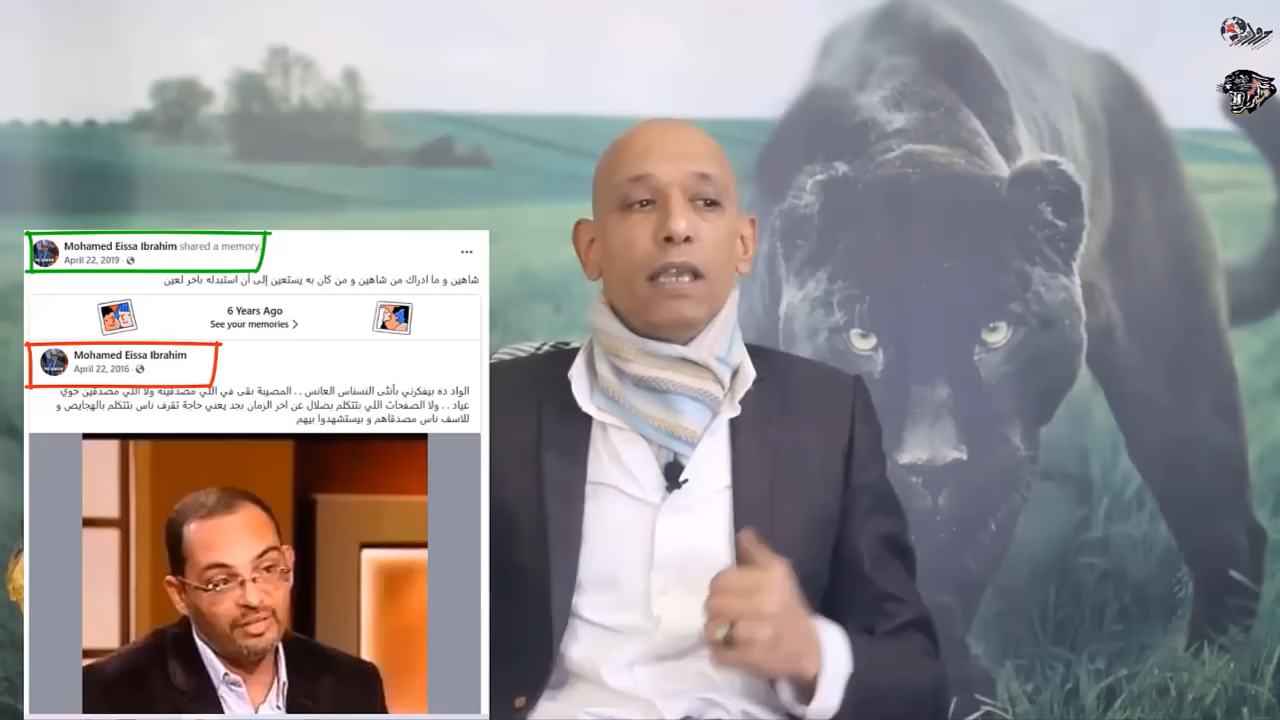 Mohamed Eissa Ibrahim shared a memory.
April 22, 2019
شاهين و ما ادراك من شاهين و من كان به يستعين إلى أن استبدله باخر لعين
6 Years Ago
See your memories
Mohamed Eissa Ibrahim
April 22, 2016
الواد ده بيفكرني بأنثى النسناس العانس . . المصيبة بقى في اللي مصدقينه ولا اللي مصدقين جوي
عياد . . ولا الصفحات اللي بتتكلم بضلال عن اخر الزمان بجد يعني حاجة تقرف ناس بتتكلم بالهجايص و
للاسف ناس مصدقاهم و بيستشهدوا بيهم